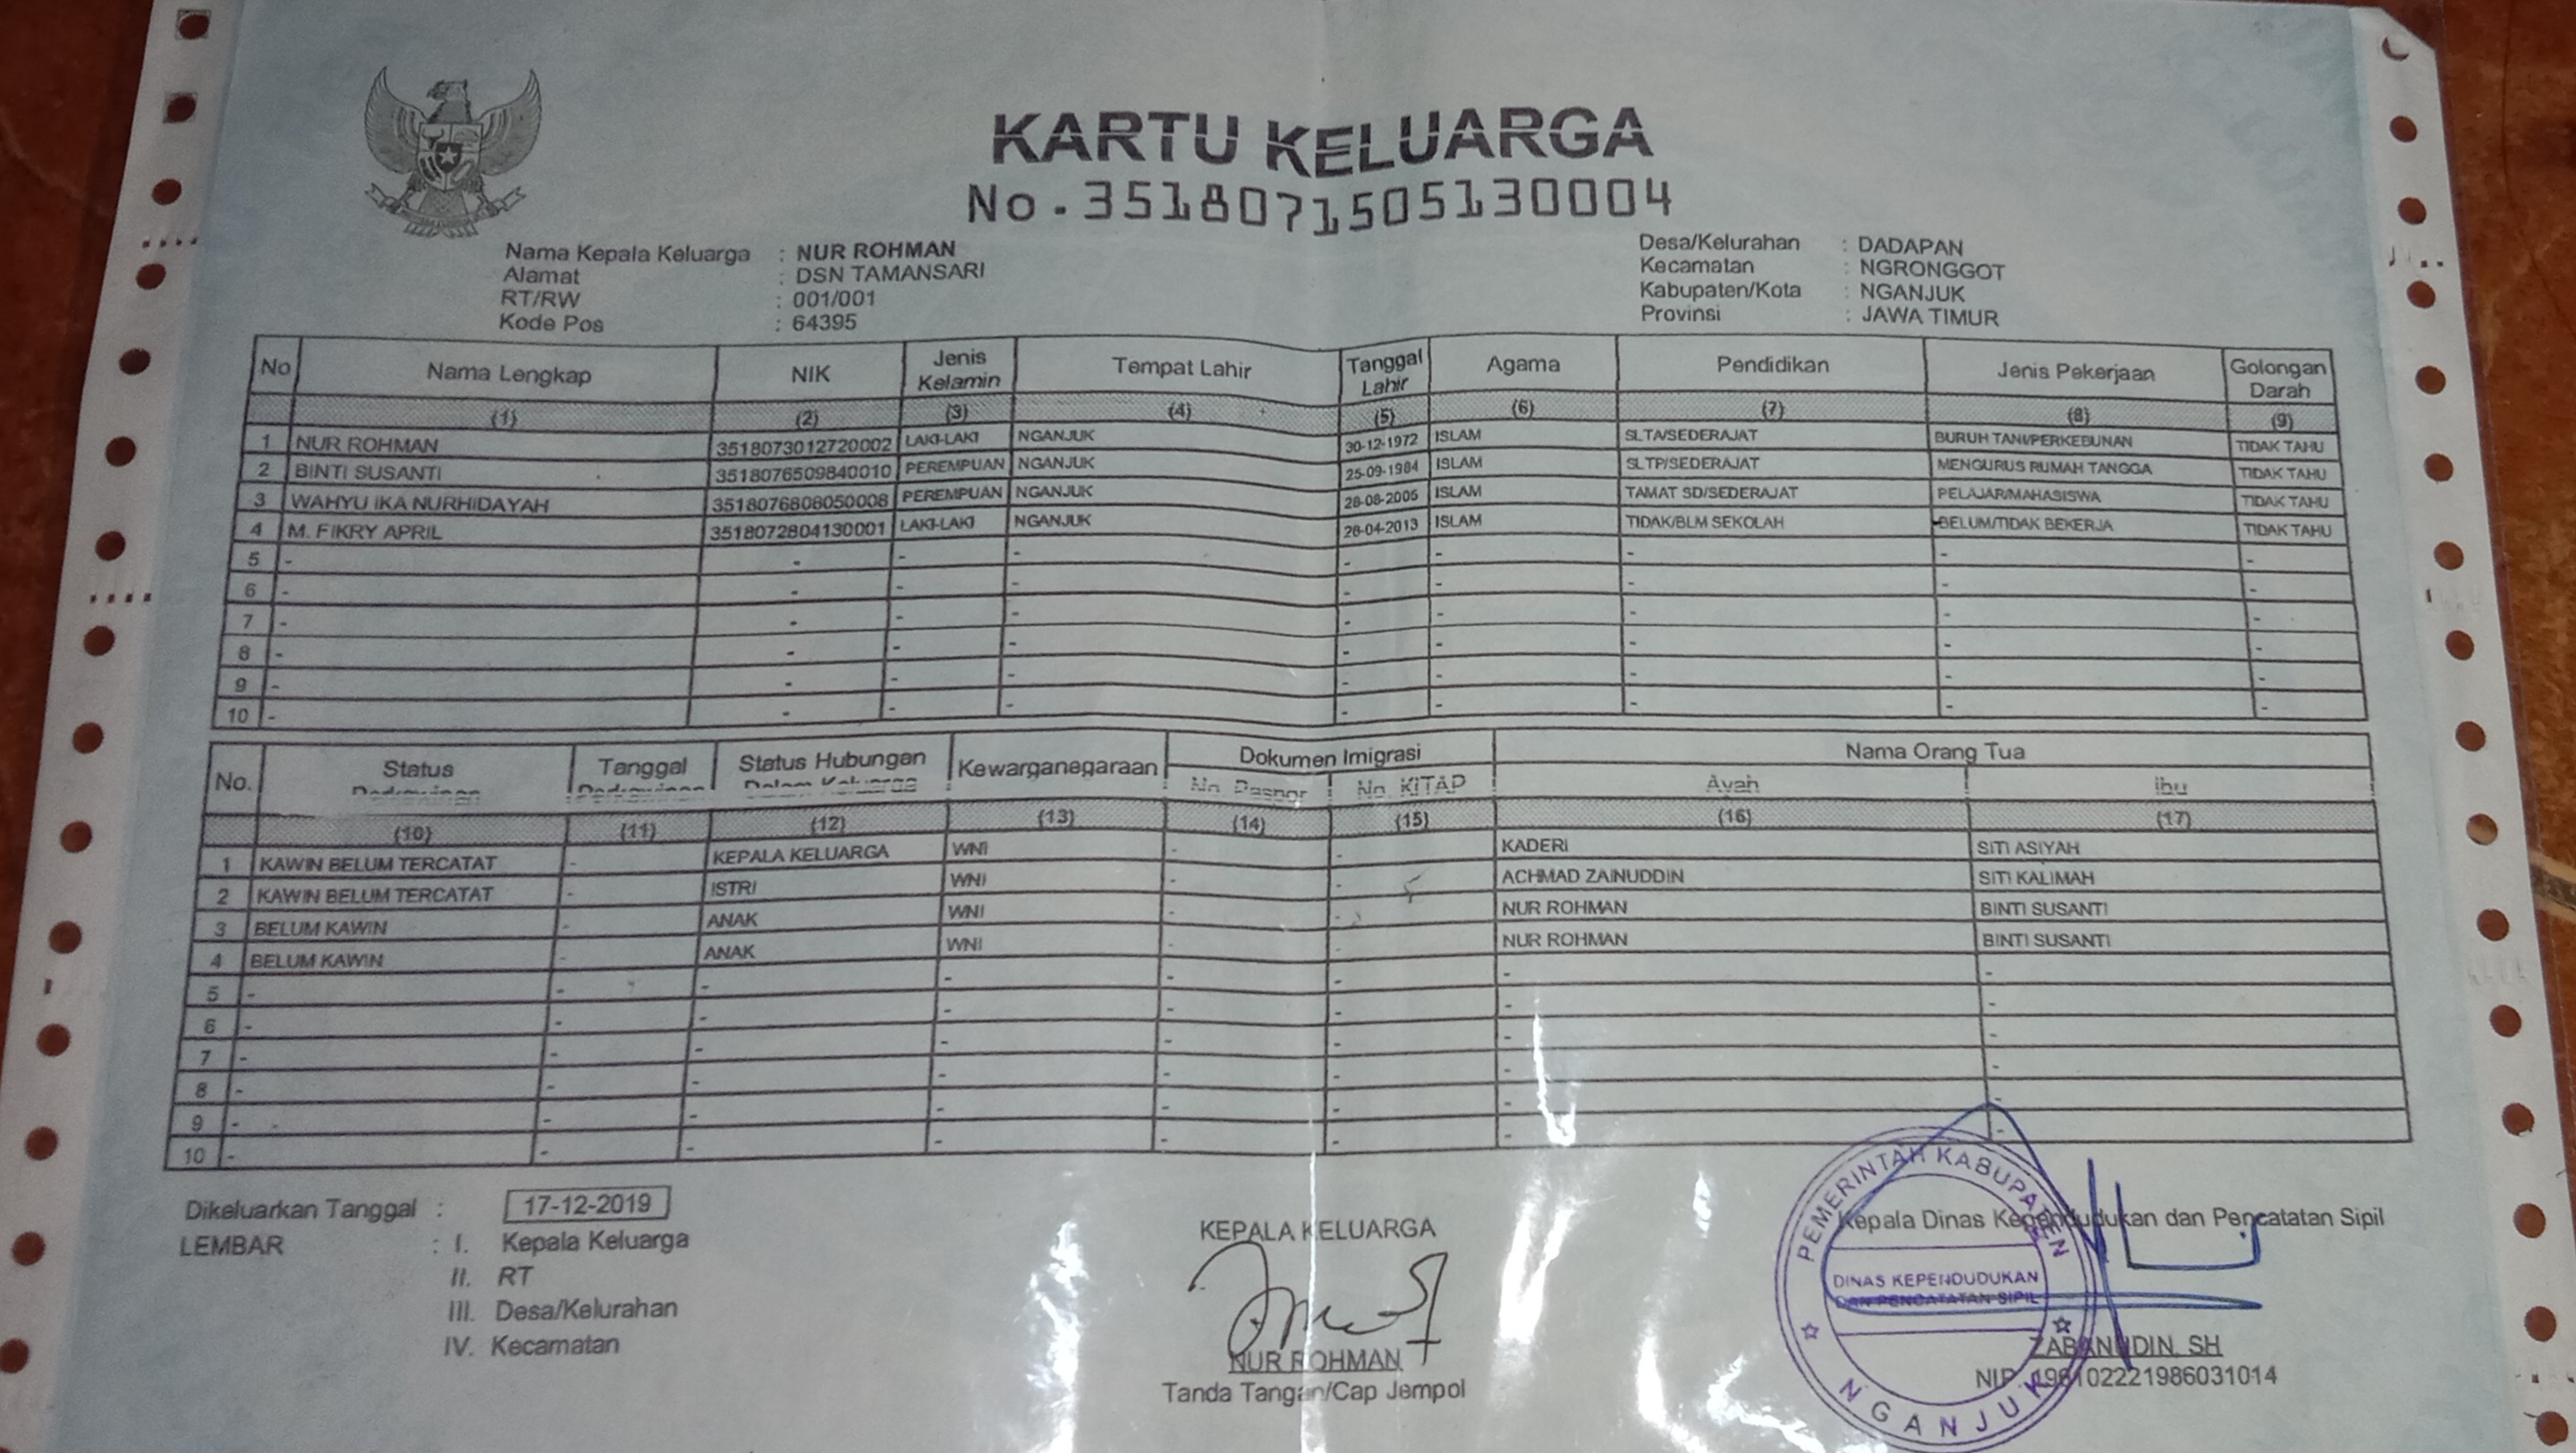 KARTU KELUARGA
No. 3518071505130004
Nama Kepala Keluarga : NUR ROHMAN
Alamat : DSN TAMANSARI
RT/RW : 001/001
Kode Pos : 64395
Desa/Kelurahan : DADAPAN
Kecamatan : NGRONGGOT
Kabupaten/Kota : NGANJUK
Provinsi : JAWA TIMUR
No Nama Lengkap NIK Jenis Kelamin Tempat Lahir Tanggal Lahir Agama Pendidikan Jenis Pekerjaan Golongan Darah
(1) (2) (3) (4) (5) (6) (7) (8) (9)
1 NUR ROHMAN 3518073012720002 LAKI-LAKI NGANJUK 30-12-1972 ISLAM SLTA/SEDERAJAT BURUH TANI/PERKEBUNAN TIDAK TAHU
2 BINTI SUSANTI 3518076509840010 PEREMPUAN NGANJUK 25-09-1984 ISLAM SLTP/SEDERAJAT MENGURUS RUMAH TANGGA TIDAK TAHU
3 WAHYU IKA NURHIDAYAH 3518076808050008 PEREMPUAN NGANJUK 28-08-2005 ISLAM TAMAT SD/SEDERAJAT PELAJAR/MAHASISWA TIDAK TAHU
4 M. FIKRY APRIL 3518072804130001 LAKI-LAKI NGANJUK 28-04-2013 ISLAM TIDAK/BLM SEKOLAH BELUM/TIDAK BEKERJA TIDAK TAHU
5 - - - - - - - - -
6 - - - - - - - - -
7 - - - - - - - - -
8 - - - - - - - - -
9 - - - - - - - - -
10 - - - - - - - - -
No. Status Perkawinan Tanggal Perkawinan Status Hubungan Dalam Keluarga Kewarganegaraan Dokumen Imigrasi Nama Orang Tua
No. Paspor No. KITAP Ayah Ibu
(10) (11) (12) (13) (14) (15) (16) (17)
1 KAWIN BELUM TERCATAT - KEPALA KELUARGA WNI - - KADERI SITI ASIYAH
2 KAWIN BELUM TERCATAT - ISTRI WNI - - ACHMAD ZAINUDDIN SITI KALIMAH
3 BELUM KAWIN - ANAK WNI - - NUR ROHMAN BINTI SUSANTI
4 BELUM KAWIN - ANAK WNI - - NUR ROHMAN BINTI SUSANTI
5 - - - - - - - -
6 - - - - - - - -
7 - - - - - - - -
8 - - - - - - - -
9 - - - - - - - -
10 - - - - - - - -
Dikeluarkan Tanggal : 17-12-2019
LEMBAR : I. Kepala Keluarga
II. RT
III. Desa/Kelurahan
IV. Kecamatan
KEPALA KELUARGA
NUR ROHMAN
Tanda Tangan/Cap Jempol
Kepala Dinas Kependudukan dan Pencatatan Sipil
PEMERINTAH KABUPATEN
DINAS KEPENDUDUKAN
DAN PENCATATAN SIPIL
NGANJUK
ZABANUDIN, SH
NIP. 196102221986031014